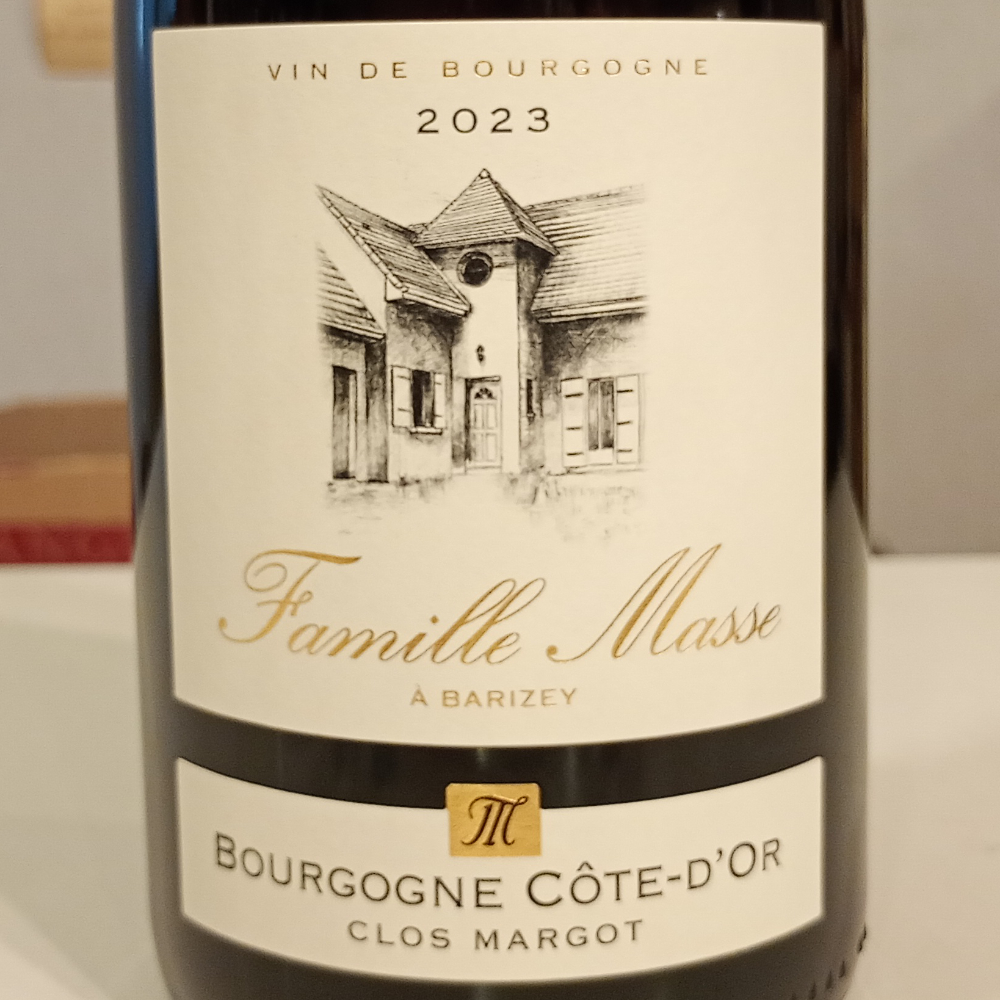 VIN DE BOURGOGNE
2023
Famille Masse
À BARIZEY
M
BOURGOGNE CÔTE-D'OR
CLOS MARGOT